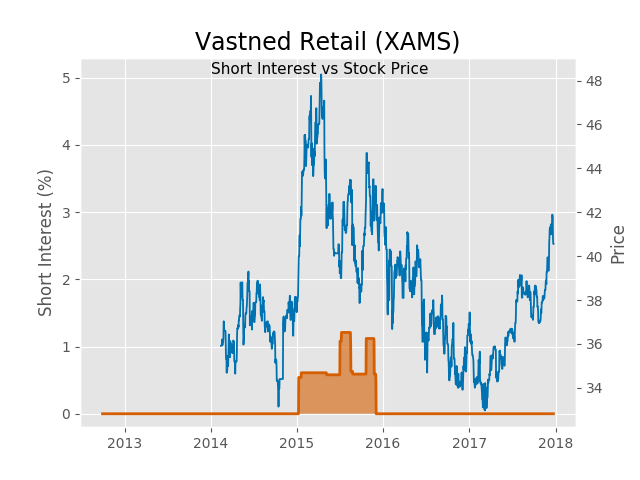 Vastned Retail (XAMS)
Short Interest vs Stock Price
Short Interest (%)
5
4
3
2
1
0
48
46
44
42
40
38
36
34
Price
2013 2014 2015 2016 2017 2018